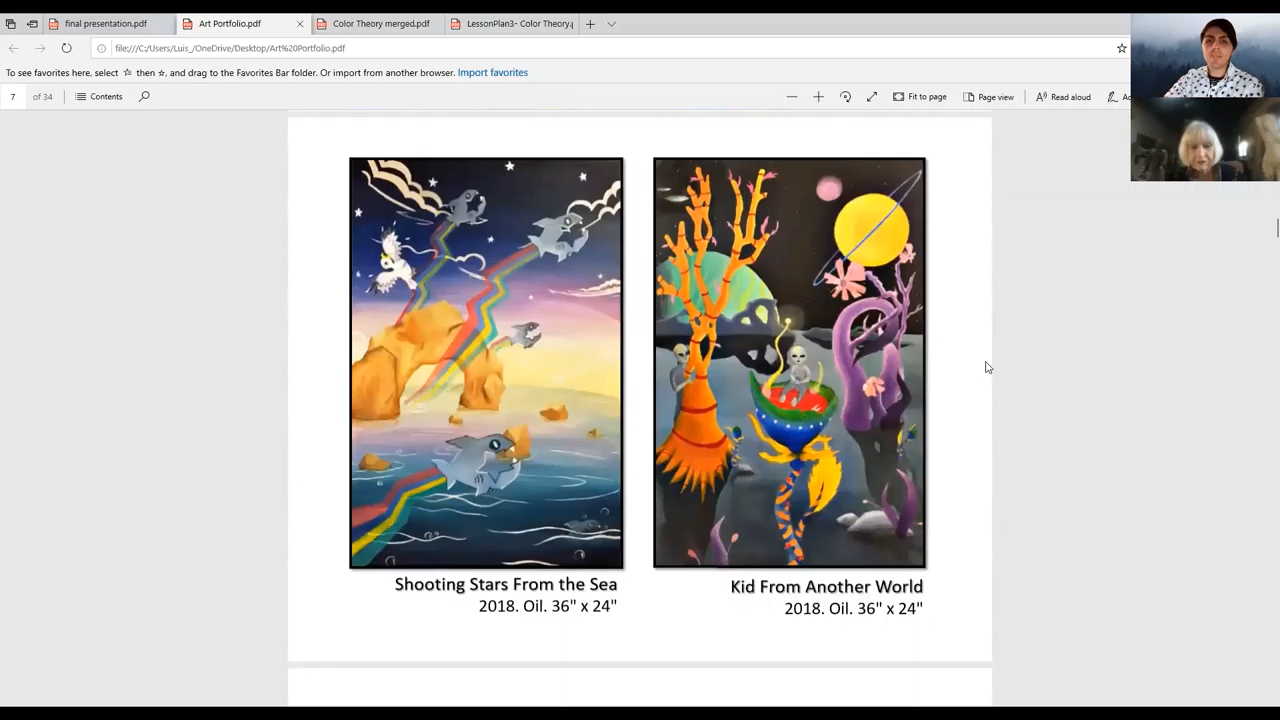 final presentation.pdf
Art Portfolio.pdf
Color Theory merged.pdf
LessonPlan3- Color Theory.p
file:///C:/Users/Luis_/OneDrive/Desktop/Art%20Portfolio.pdf
To see favorites here, select ☆ then ☆, and drag to the Favorites Bar folder. Or import from another browser. Import favorites
7 of 34 Contents Fit to page Page view Read aloud
Shooting Stars From the Sea
2018. Oil. 36" x 24"
Kid From Another World
2018. Oil. 36" x 24"